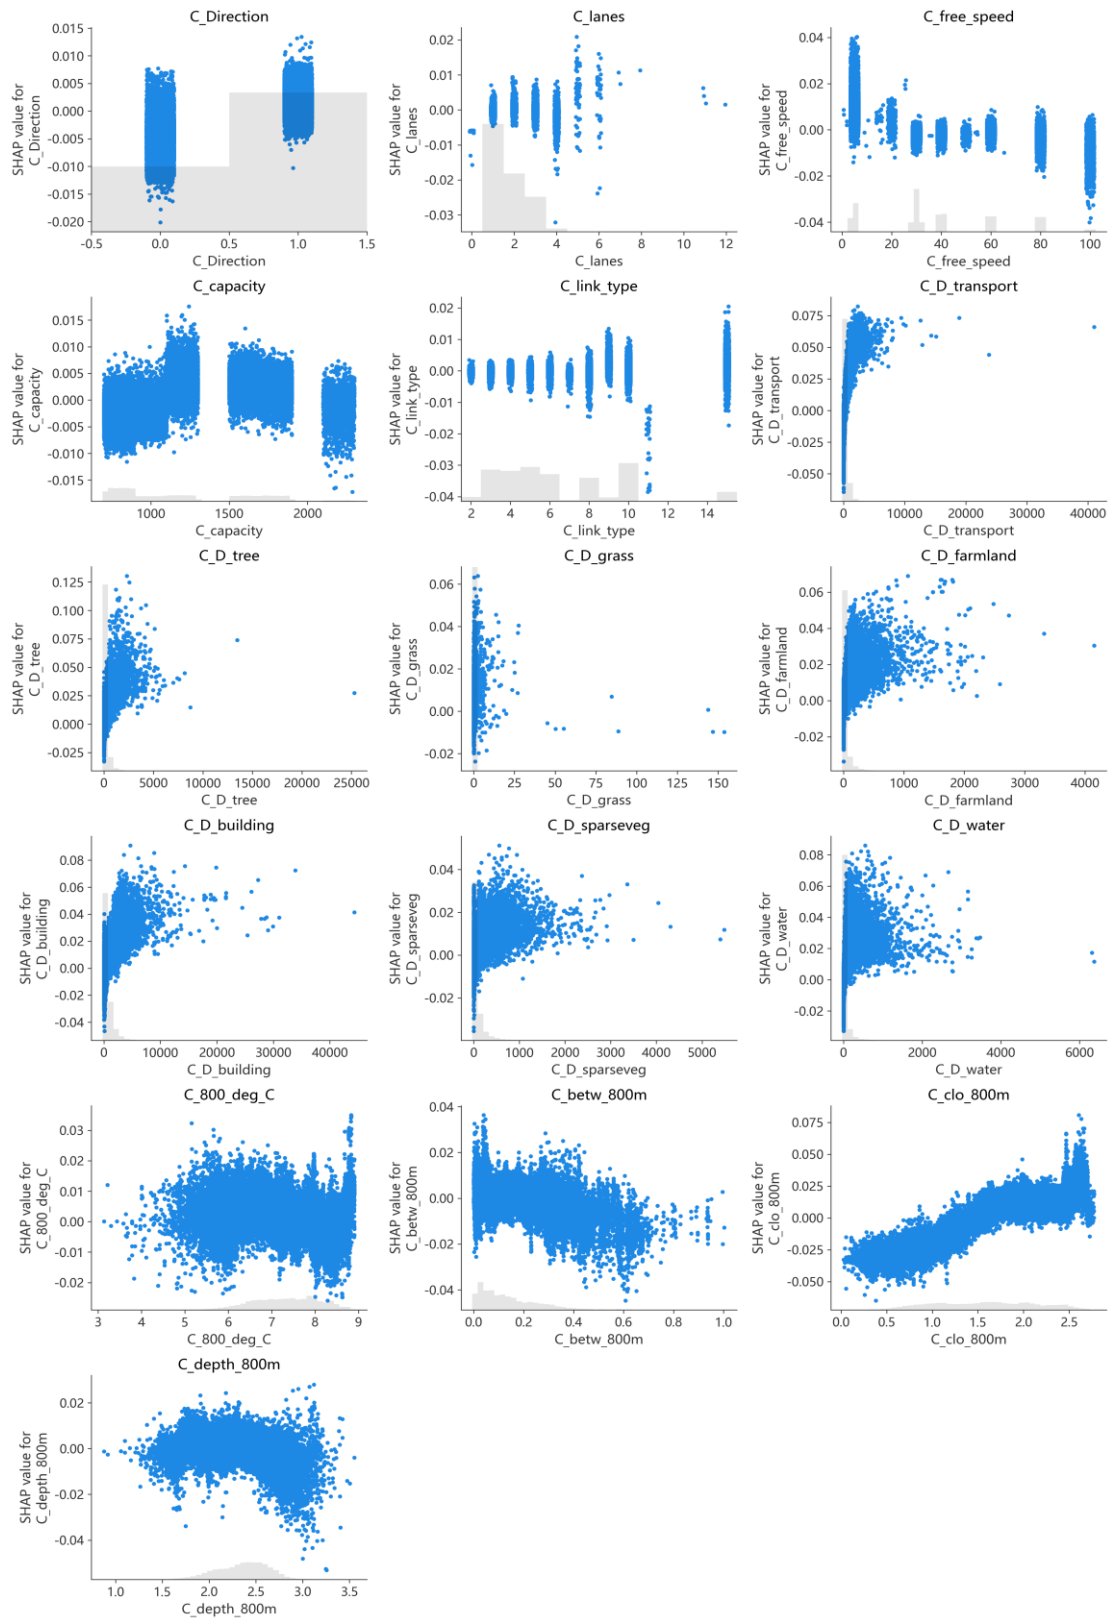 C_Direction
0.015
0.010
0.005
0.000
-0.005
-0.010
-0.015
-0.020
SHAP value for
C_Direction
-0.5 0.0 0.5 1.0 1.5
C_Direction
C_lanes
0.02
0.01
0.00
-0.01
-0.02
-0.03
SHAP value for
C_lanes
0 2 4 6 8 10 12
C_lanes
C_free_speed
0.04
0.02
0.00
-0.02
-0.04
SHAP value for
C_free_speed
0 20 40 60 80 100
C_free_speed
C_capacity
0.015
0.010
0.005
0.000
-0.005
-0.010
-0.015
SHAP value for
C_capacity
1000 1500 2000
C_capacity
C_link_type
0.02
0.01
0.00
-0.01
-0.02
-0.03
-0.04
SHAP value for
C_link_type
2 4 6 8 10 12 14
C_link_type
C_D_transport
0.075
0.050
0.025
0.000
-0.025
-0.050
SHAP value for
C_D_transport
0 10000 20000 30000 40000
C_D_transport
C_D_tree
0.125
0.100
0.075
0.050
0.025
0.000
-0.025
SHAP value for
C_D_tree
0 5000 10000 15000 20000 25000
C_D_tree
C_D_grass
0.06
0.04
0.02
0.00
-0.02
SHAP value for
C_D_grass
0 25 50 75 100 125 150
C_D_grass
C_D_farmland
0.06
0.04
0.02
0.00
-0.02
SHAP value for
C_D_farmland
0 1000 2000 3000 4000
C_D_farmland
C_D_building
0.08
0.06
0.04
0.02
0.00
-0.02
-0.04
SHAP value for
C_D_building
0 10000 20000 30000 40000
C_D_building
C_D_sparseveg
0.04
0.02
0.00
-0.02
SHAP value for
C_D_sparseveg
0 1000 2000 3000 4000 5000
C_D_sparseveg
C_D_water
0.08
0.06
0.04
0.02
0.00
-0.02
SHAP value for
C_D_water
0 2000 4000 6000
C_D_water
C_800_deg_C
0.03
0.02
0.01
0.00
-0.01
-0.02
SHAP value for
C_800_deg_C
3 4 5 6 7 8 9
C_800_deg_C
C_betw_800m
0.04
0.02
0.00
-0.02
-0.04
SHAP value for
C_betw_800m
0.0 0.2 0.4 0.6 0.8 1.0
C_betw_800m
C_clo_800m
0.075
0.050
0.025
0.000
-0.025
-0.050
SHAP value for
C_clo_800m
0.0 0.5 1.0 1.5 2.0 2.5
C_clo_800m
C_depth_800m
0.02
0.00
-0.02
-0.04
SHAP value for
C_depth_800m
1.0 1.5 2.0 2.5 3.0 3.5
C_depth_800m